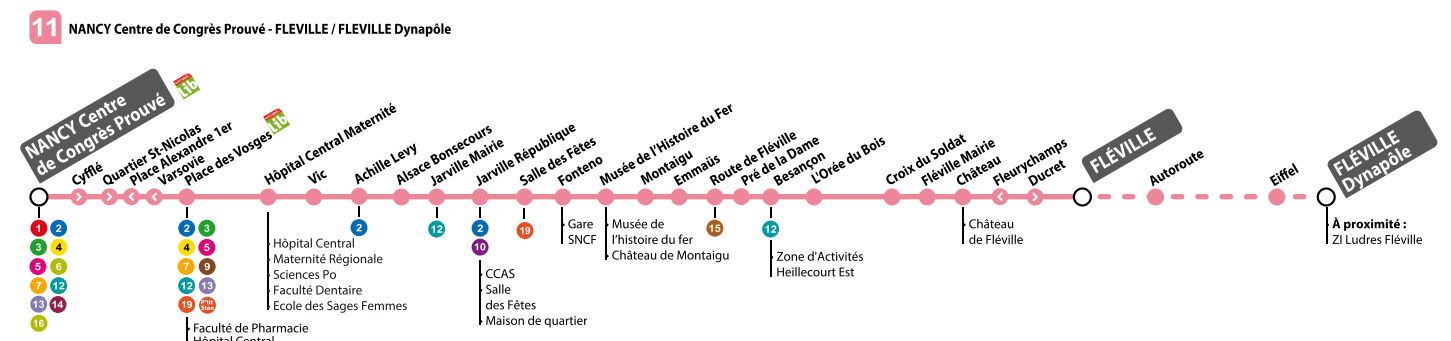 11 NANCY Centre de Congrès Prouvé - FLEVILLE / FLEVILLE Dynapôle
NANCY Centre
de Congrès Prouvé
Lib
Cyfflé
Quartier St-Nicolas
Place Alexandre 1er
Varsovie
Place des Vosges
Lib
Hôpital Central Maternité
Vic
Achille Levy
Alsace Bonsecours
Jarville Mairie
Jarville République
Salle des Fêtes
Fonteno
Musée de l'Histoire du Fer
Montaigu
Emmaüs
Route de Fléville
Pré de la Dame
Besançon
L'Orée du Bois
Croix du Soldat
Fléville Mairie
Château
Fleurychamps
Ducret
FLÉVILLE
Autoroute
Eiffel
FLÉVILLE
Dynapôle
1 2
3 4
5 6
7 12
13 14
16
2 3
4 5
7 9
12 13
19 P'tit Stan
Faculté de Pharmacie
Hôpital Central
Hôpital Central
Maternité Régionale
Sciences Po
Faculté Dentaire
Ecole des Sages Femmes
2
12
2
10
CCAS
Salle
des Fêtes
Maison de quartier
19
Gare
SNCF
Musée de
l'histoire du fer
Château de Montaigu
15
12
Zone d'Activités
Heillecourt Est
Château
de Fléville
À proximité :
ZI Ludres Fléville